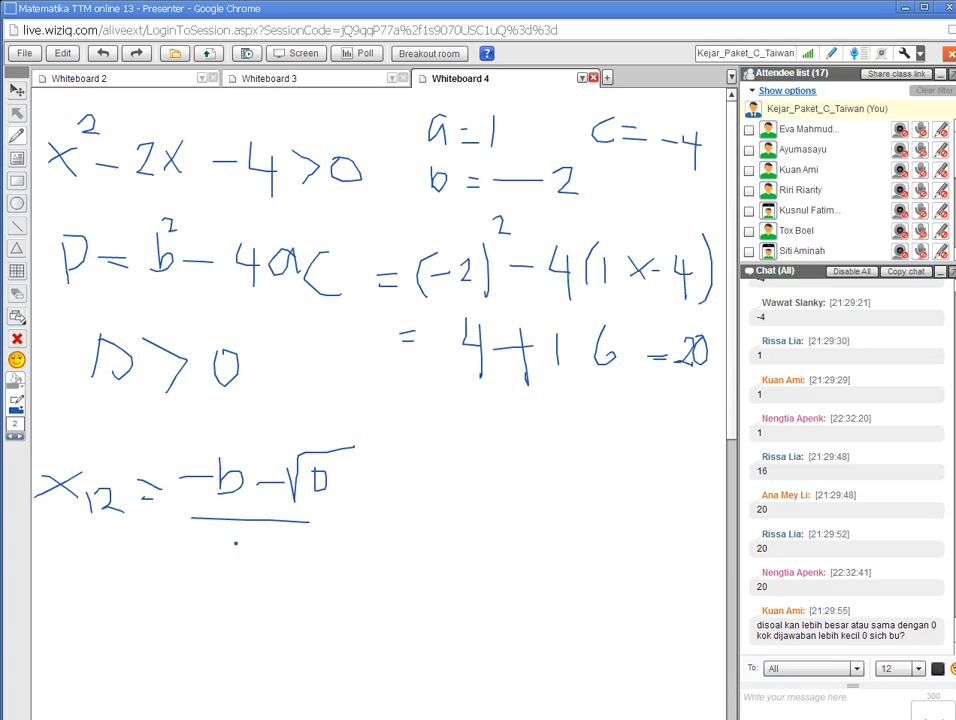 Matematika TTM online 13 - Presenter - Google Chrome
live.wiziq.com/aliveext/LoginToSession.aspx?SessionCode=jQ9qqP77a%2f1s9070USC1uQ%3d%3d
File Edit Screen Poll Breakout room ? Kejar_Paket_C_Taiwan
Whiteboard 2 Whiteboard 3 Whiteboard 4 +
x² - 2x - 4 > 0
a = 1 c = -4
b = - 2
D = b² - 4ac = (-2)² - 4(1 x -4)
= 4 + 16 = 20
D > 0
x₁₂ = -b - √D
2
Attendee list (17) Share class link
Show options Clear filter
Kejar_Paket_C_Taiwan (You)
Eva Mahmud...
Ayumasayu
Kuan Ami
Riri Rianty
Kusnul Fatim...
Tox Boel
Siti Aminah
Chat (All) Disable All Copy chat
-4
Wawat Slanky: [21:29:21]
-4
Rissa Lia: [21:29:30]
1
Kuan Ami: [21:29:29]
1
Nengtia Apenk: [22:32:20]
1
Rissa Lia: [21:29:48]
16
Ana Mey Li: [21:29:48]
20
Rissa Lia: [21:29:52]
20
Nengtia Apenk: [22:32:41]
20
Kuan Ami: [21:29:55]
disoal kan lebih besar atau sama dengan 0
kok dijawaban lebih kecil 0 sich bu?
To: All 12
Write your message here. 300